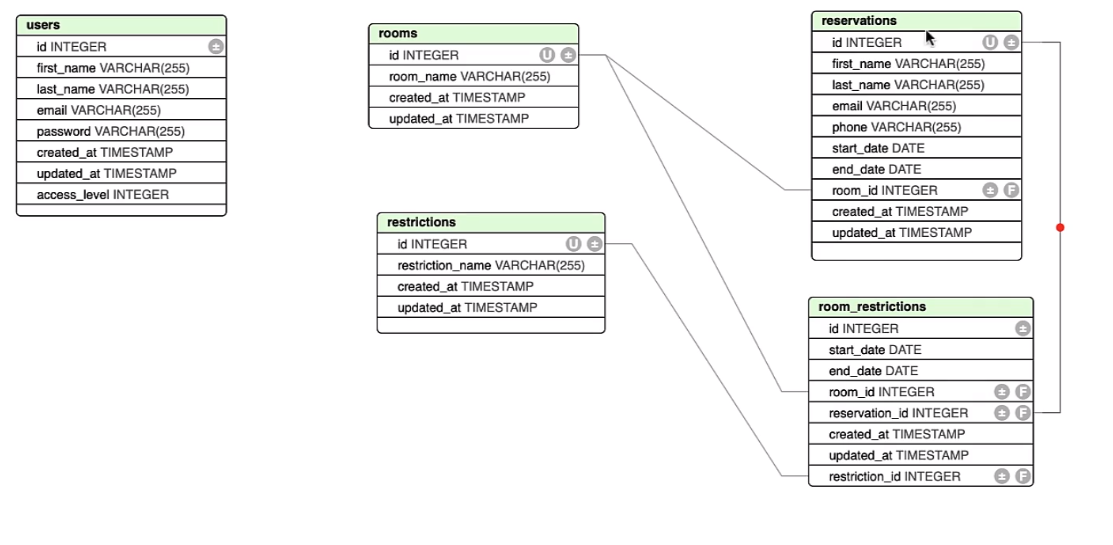 users
id INTEGER ±
first_name VARCHAR(255)
last_name VARCHAR(255)
email VARCHAR(255)
password VARCHAR(255)
created_at TIMESTAMP
updated_at TIMESTAMP
access_level INTEGER
rooms
id INTEGER U ±
room_name VARCHAR(255)
created_at TIMESTAMP
updated_at TIMESTAMP
restrictions
id INTEGER U ±
restriction_name VARCHAR(255)
created_at TIMESTAMP
updated_at TIMESTAMP
reservations
id INTEGER U ±
first_name VARCHAR(255)
last_name VARCHAR(255)
email VARCHAR(255)
phone VARCHAR(255)
start_date DATE
end_date DATE
room_id INTEGER ± F
created_at TIMESTAMP
updated_at TIMESTAMP
room_restrictions
id INTEGER ±
start_date DATE
end_date DATE
room_id INTEGER ± F
reservation_id INTEGER ± F
created_at TIMESTAMP
updated_at TIMESTAMP
restriction_id INTEGER ± F